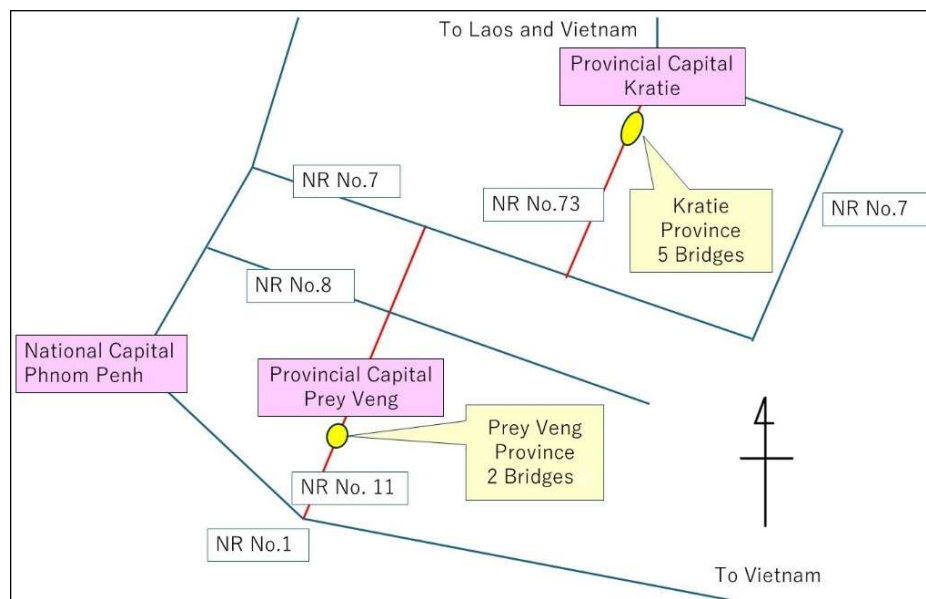 To Laos and Vietnam
Provincial Capital
Kratie
NR No.7
NR No.73
Kratie
Province
5 Bridges
NR No.7
NR No.8
National Capital
Phnom Penh
Provincial Capital
Prey Veng
Prey Veng
Province
2 Bridges
NR No. 11
NR No.1
To Vietnam